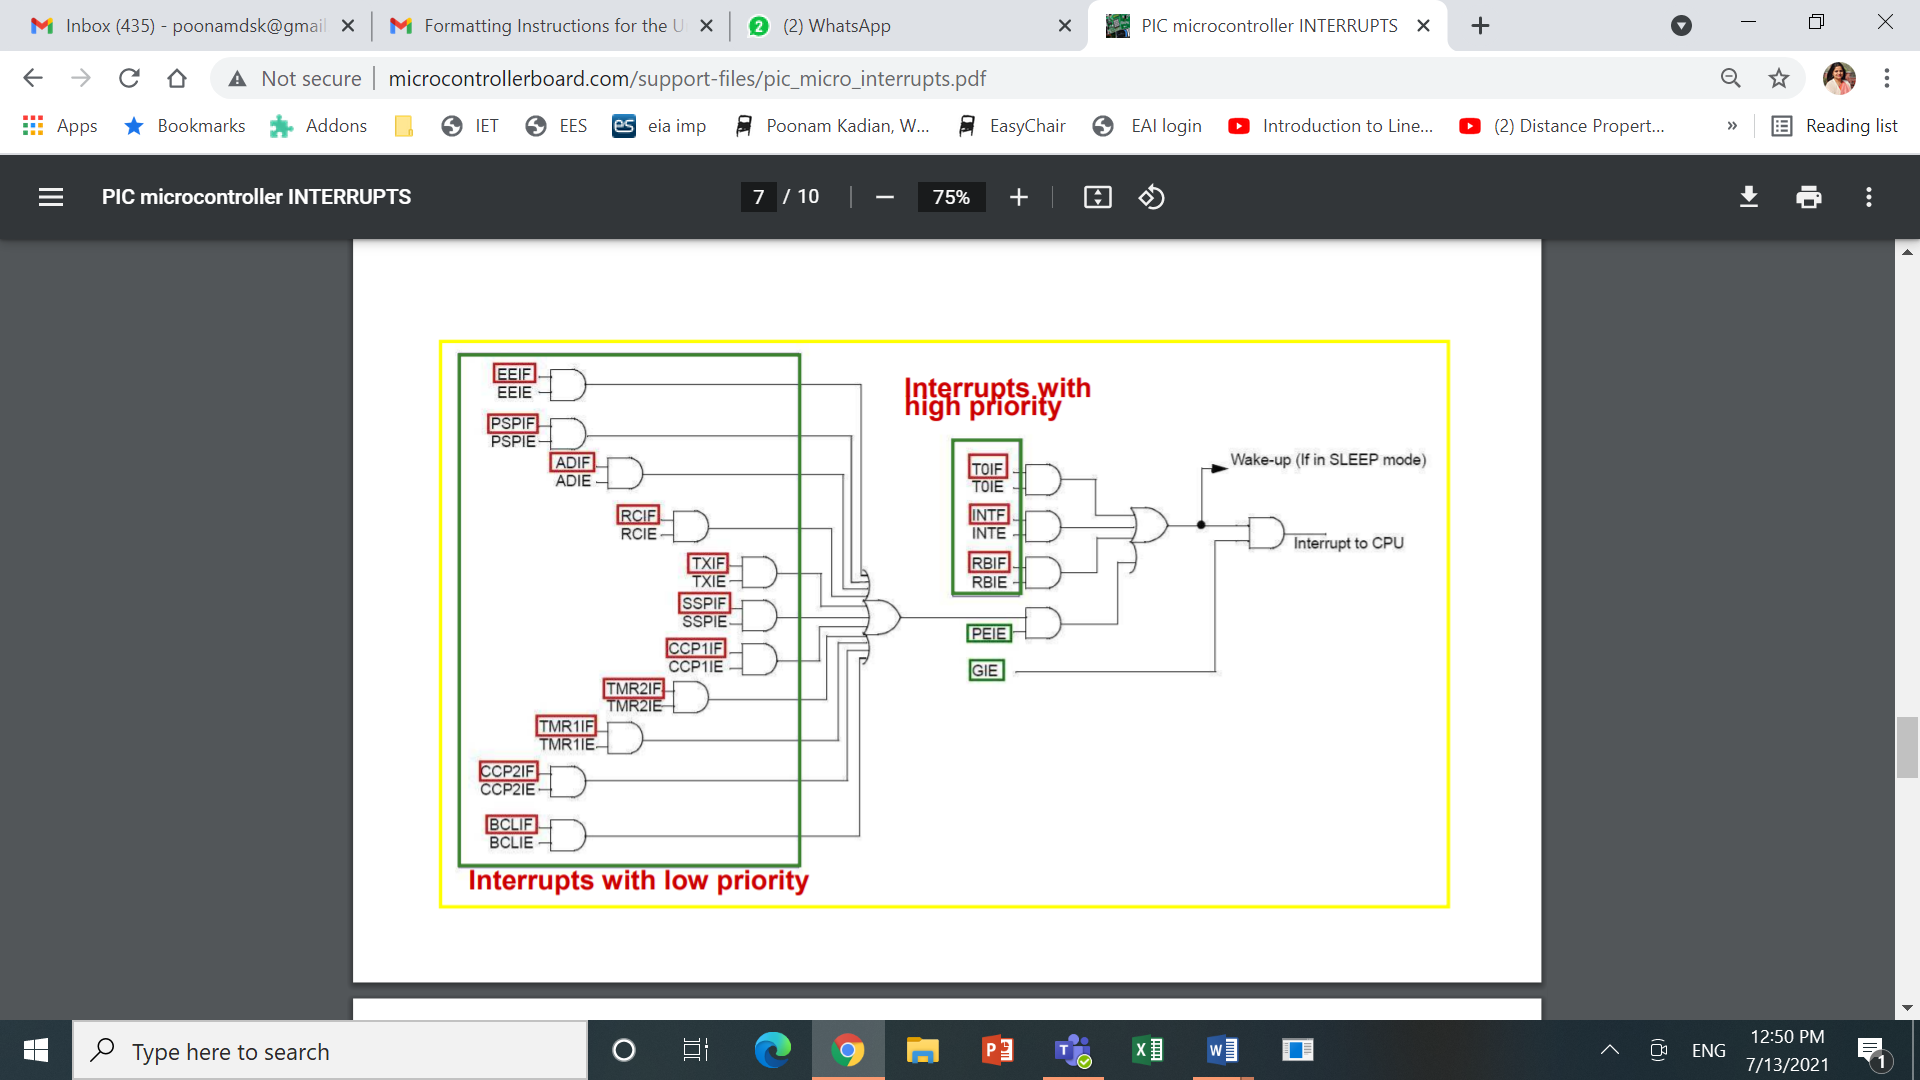 Inbox (435) - poonamdsk@gmail
Formatting Instructions for the U
2 (2) WhatsApp
PIC microcontroller INTERRUPTS
Not secure microcontrollerboard.com/support-files/pic_micro_interrupts.pdf
Apps
Bookmarks
Addons
IET
EES
es eia imp
Poonam Kadian, W...
EasyChair
EAI login
Introduction to Line...
(2) Distance Propert...
»
Reading list
PIC microcontroller INTERRUPTS
7 / 10
75%
EEIF
EEIE
PSPIF
PSPIE
ADIF
ADIE
RCIF
RCIE
TXIF
TXIE
SSPIF
SSPIE
CCP1IF
CCP1IE
TMR2IF
TMR2IE
TMR1IF
TMR1IE
CCP2IF
CCP2IE
BCLIF
BCLIE
Interrupts with low priority
Interrupts with
high priority
T0IF
T0IE
INTF
INTE
RBIF
RBIE
PEIE
GIE
Wake-up (If in SLEEP mode)
Interrupt to CPU
Type here to search
ENG
12:50 PM
7/13/2021
1